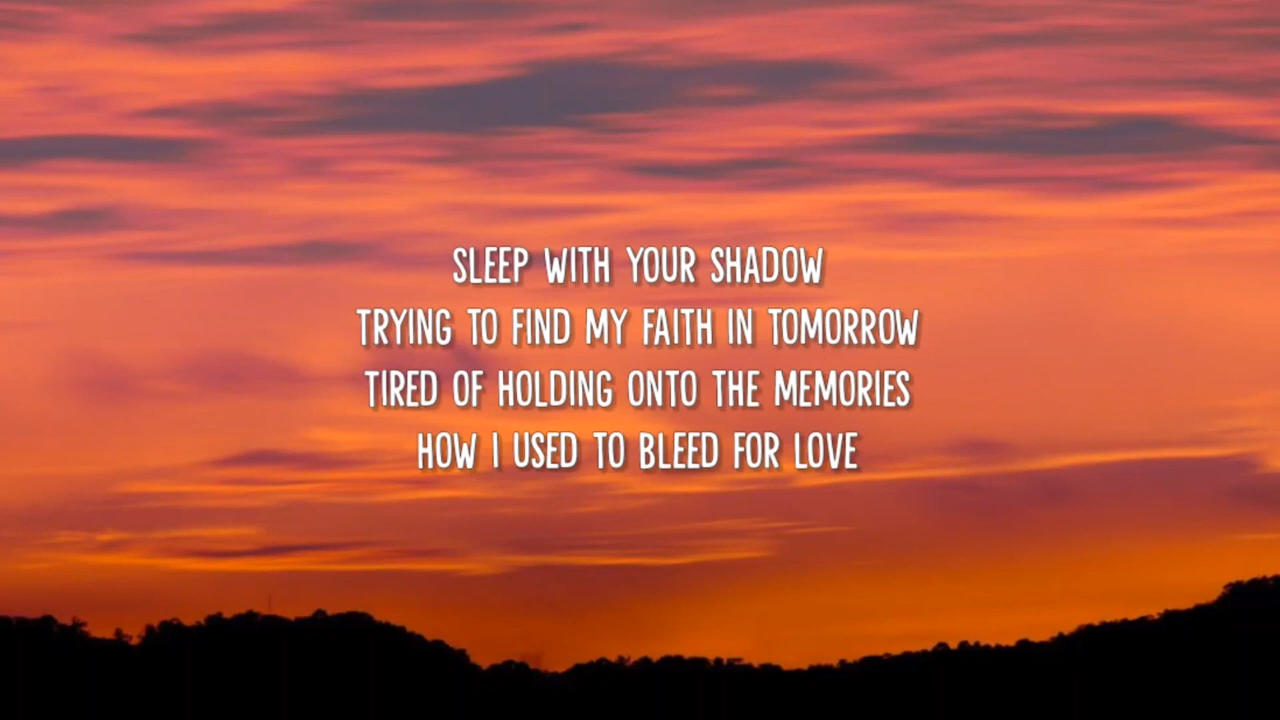 SLEEP WITH YOUR SHADOW
TRYING TO FIND MY FAITH IN TOMORROW
TIRED OF HOLDING ONTO THE MEMORIES
HOW I USED TO BLEED FOR LOVE